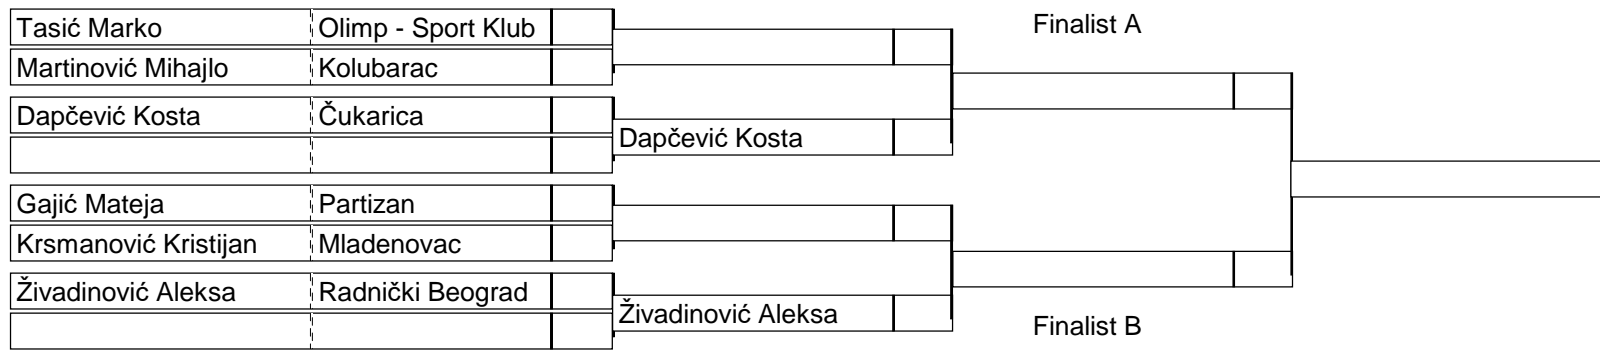 Tasić Marko Olimp - Sport Klub
Martinović Mihajlo Kolubarac
Dapčević Kosta Čukarica
Gajić Mateja Partizan
Krsmanović Kristijan Mladenovac
Živadinović Aleksa Radnički Beograd
Dapčević Kosta
Živadinović Aleksa
Finalist A
Finalist B